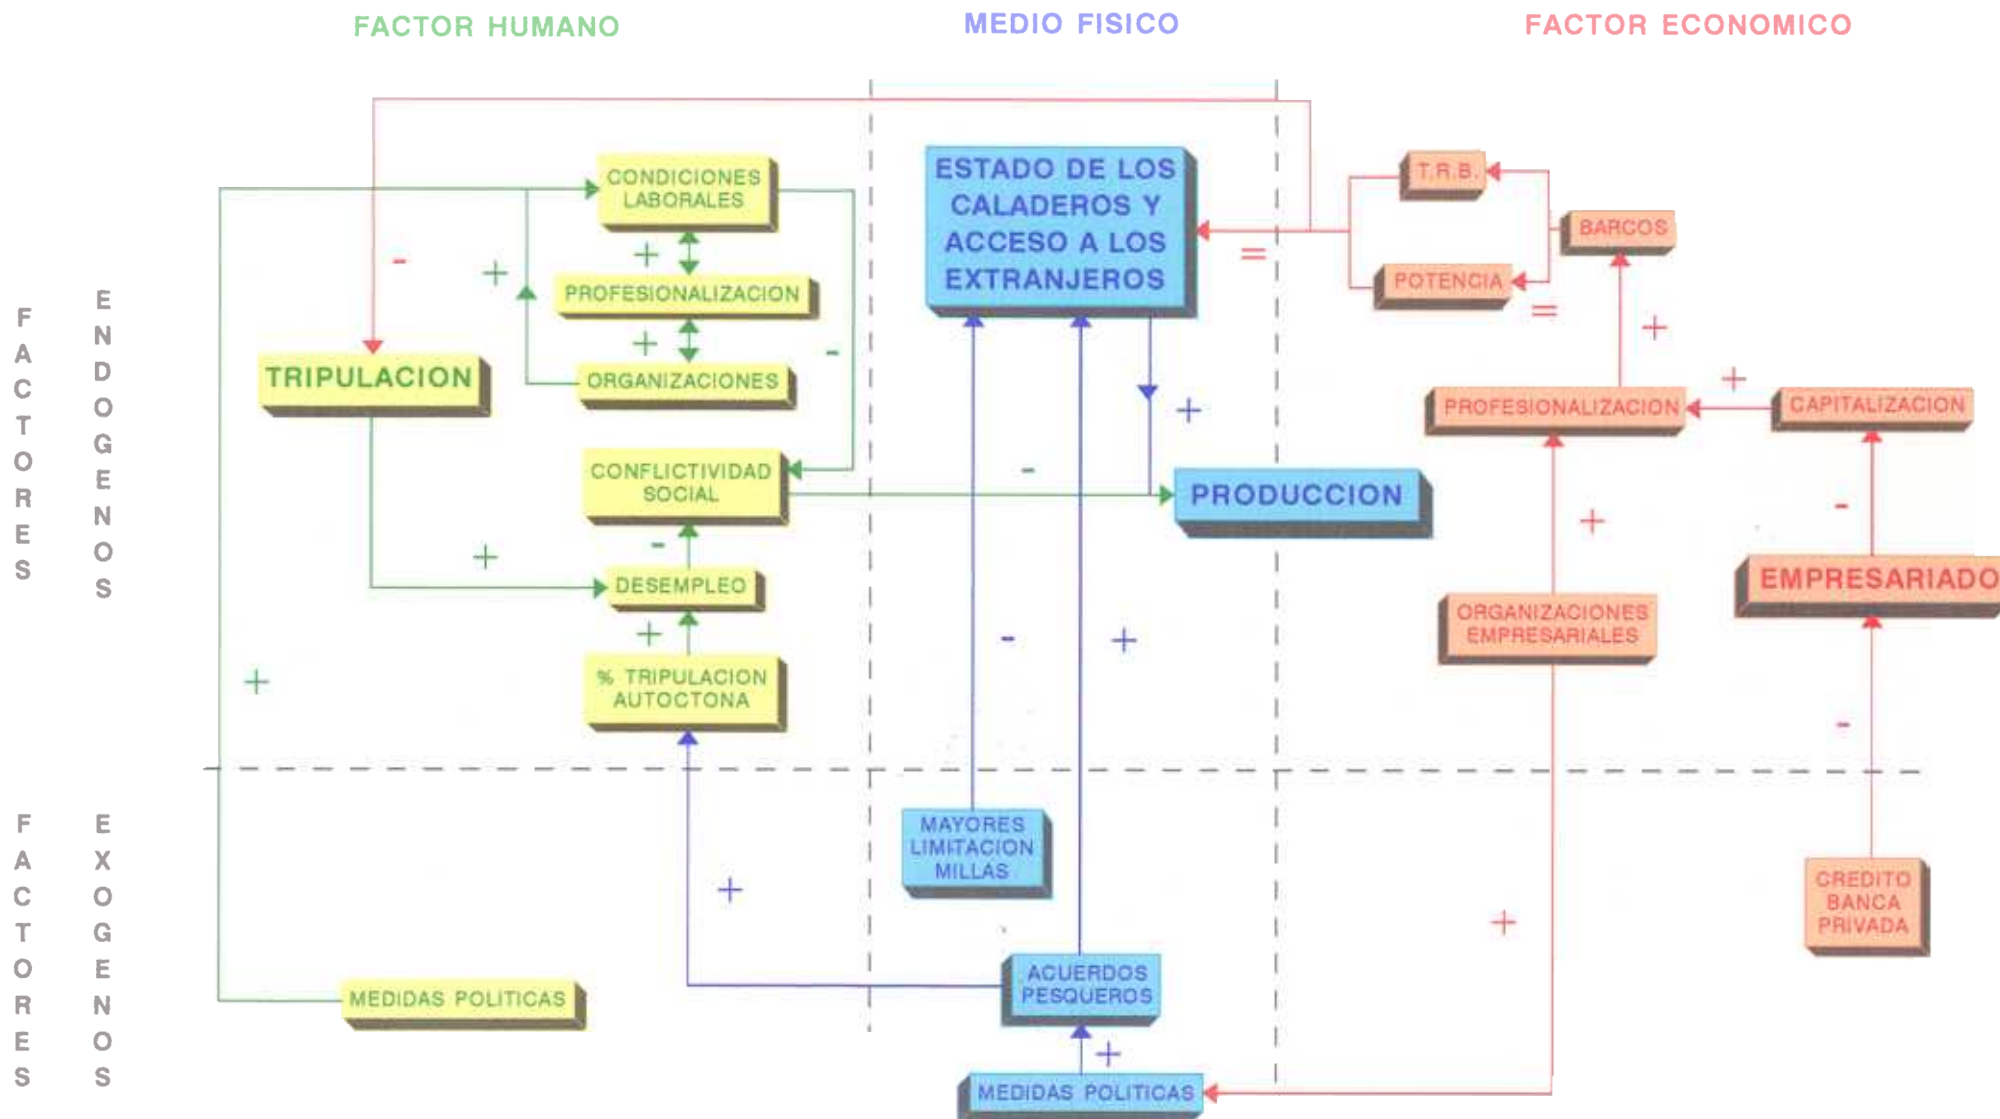 FACTOR HUMANO
MEDIO FISICO
FACTOR ECONOMICO
FACTORES
ENDOGENOS
CONDICIONES
LABORALES
+
PROFESIONALIZACION
+
ORGANIZACIONES
+
-
-
TRIPULACION
CONFLICTIVIDAD
SOCIAL
-
DESEMPLEO
+
+
% TRIPULACION
AUTOCTONA
+
ESTADO DE LOS
CALADEROS Y
ACCESO A LOS
EXTRANJEROS
=
+
-
PRODUCCION
-
+
T.R.B.
BARCOS
POTENCIA
=
+
PROFESIONALIZACION
+
CAPITALIZACION
+
-
EMPRESARIADO
ORGANIZACIONES
EMPRESARIALES
-
FACTORES
EXOGENOS
MEDIDAS POLITICAS
+
MAYORES
LIMITACION
MILLAS
ACUERDOS
PESQUEROS
+
MEDIDAS POLITICAS
+
CREDITO
BANCA
PRIVADA